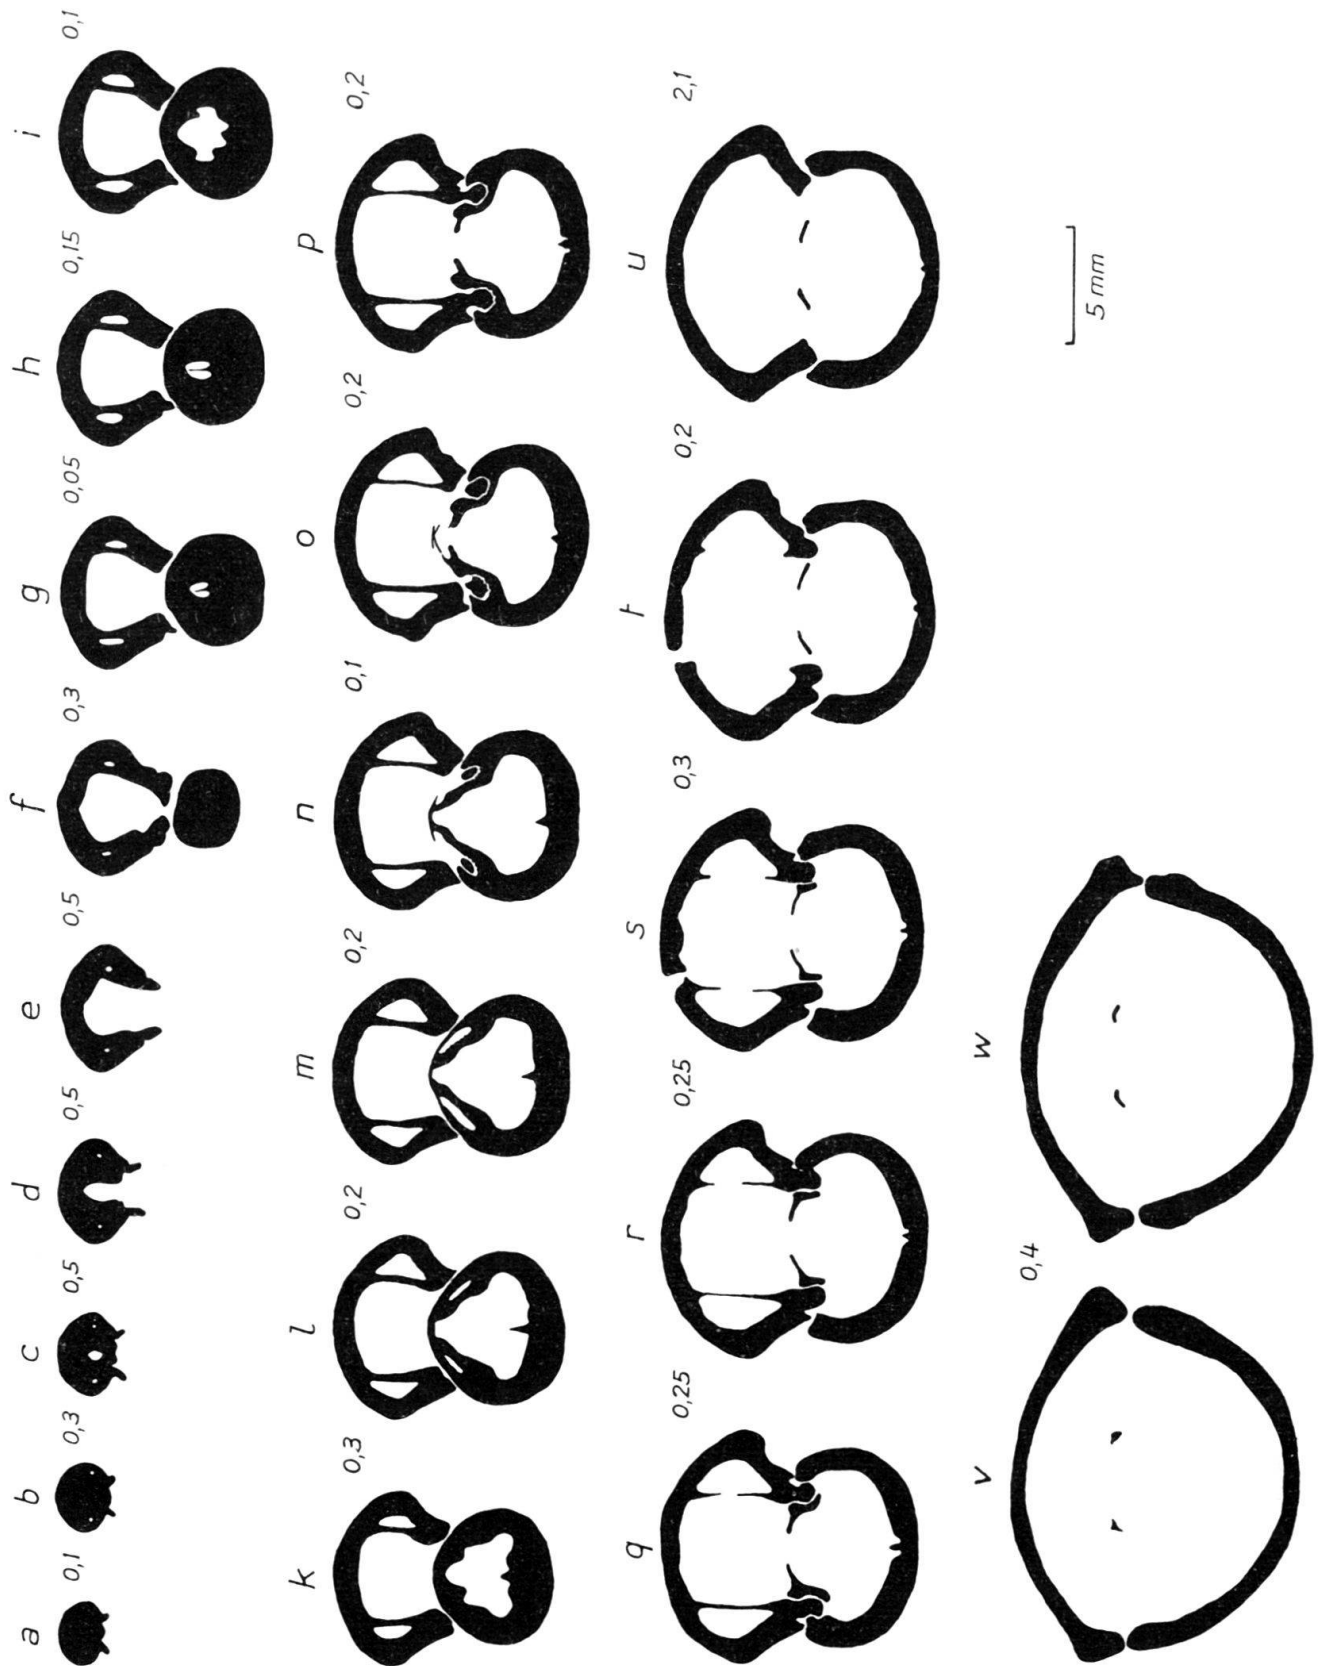 a 0,1 b 0,3 c 0,5 d 0,5 e 0,5 f 0,3 g 0,05 h 0,15 i 0,1
k 0,3 l 0,2 m 0,2 n 0,1 o 0,2 p 0,2
q 0,25 r 0,25 s 0,3 t 0,2 u 2,1
v 0,4 w
5 mm